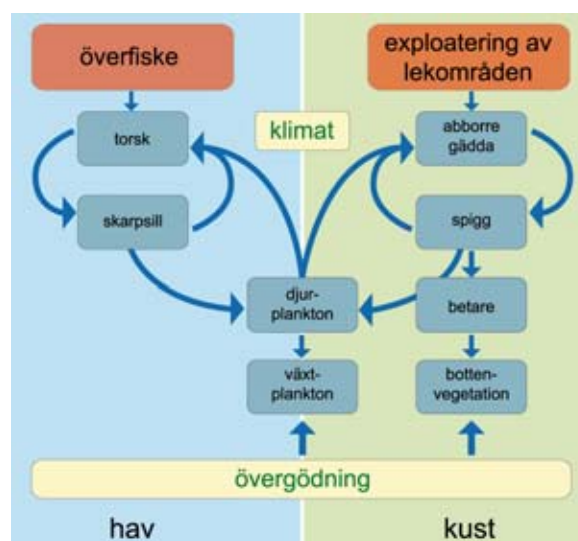 överfiske
exploatering av
lekområden
klimat
torsk
abborre
gädda
skarpsill
spigg
djur-
plankton
betare
växt-
plankton
botten-
vegetation
övergödning
hav
kust